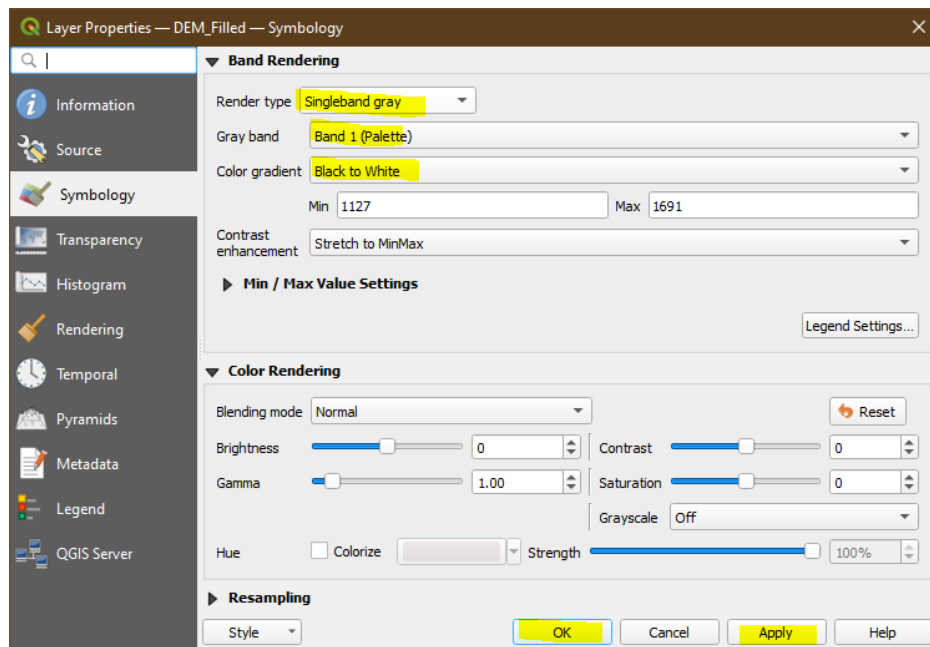 Layer Properties — DEM_Filled — Symbology
Information
Source
Symbology
Transparency
Histogram
Rendering
Temporal
Pyramids
Metadata
Legend
QGIS Server
Band Rendering
Render type Singleband gray
Gray band Band 1 (Palette)
Color gradient Black to White
Min 1127 Max 1691
Contrast
enhancement Stretch to MinMax
Min / Max Value Settings
Legend Settings...
Color Rendering
Blending mode Normal Reset
Brightness 0 Contrast 0
Gamma 1.00 Saturation 0
Grayscale Off
Hue Colorize Strength 100%
Resampling
Style OK Cancel Apply Help